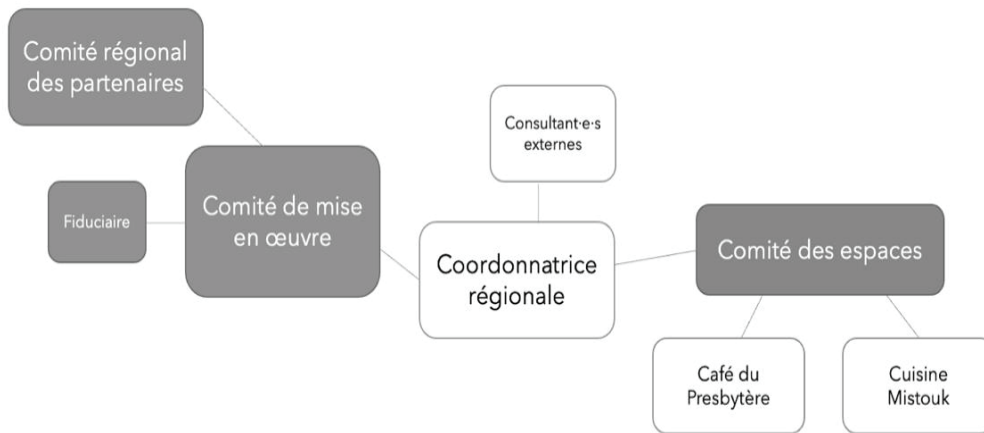 Comité régional
des partenaires
Consultant·e·s
externes
Fiduciaire
Comité de mise
en œuvre
Coordonnatrice
régionale
Comité des espaces
Café du
Presbytère
Cuisine
Mistouk